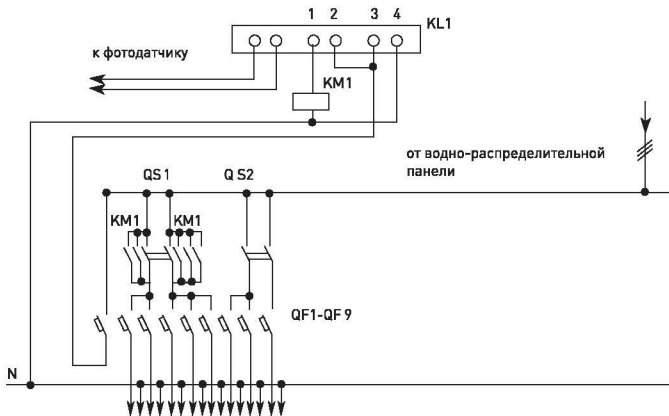 1 2 3 4 KL1
к фотодатчику
KM1
от водно-распределительной
панели
QS1 Q S2
KM1 KM1
QF1-QF 9
N